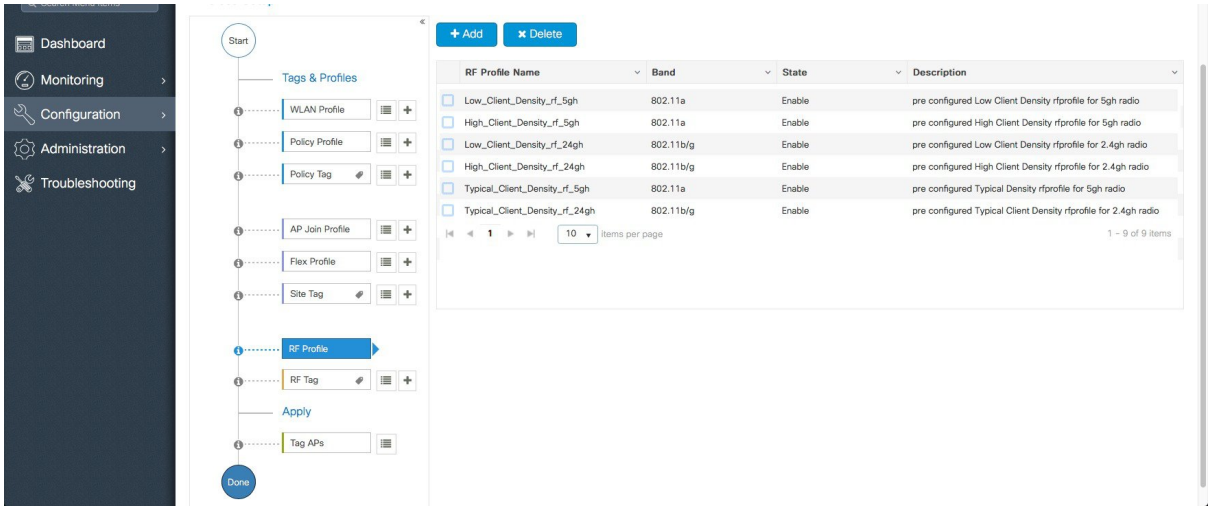 Search Menu Items
Dashboard
Monitoring
Configuration
Administration
Troubleshooting
Start
Tags & Profiles
WLAN Profile
Policy Profile
Policy Tag
AP Join Profile
Flex Profile
Site Tag
RF Profile
RF Tag
Apply
Tag APs
Done
+ Add × Delete
RF Profile Name Band State Description
Low_Client_Density_rf_5gh 802.11a Enable pre configured Low Client Density rfprofile for 5gh radio
High_Client_Density_rf_5gh 802.11a Enable pre configured High Client Density rfprofile for 5gh radio
Low_Client_Density_rf_24gh 802.11b/g Enable pre configured Low Client Density rfprofile for 2.4gh radio
High_Client_Density_rf_24gh 802.11b/g Enable pre configured High Client Density rfprofile for 2.4gh radio
Typical_Client_Density_rf_5gh 802.11a Enable pre configured Typical Density rfprofile for 5gh radio
Typical_Client_Density_rf_24gh 802.11b/g Enable pre configured Typical Client Density rfprofile for 2.4gh radio
1 10 items per page 1 - 9 of 9 items